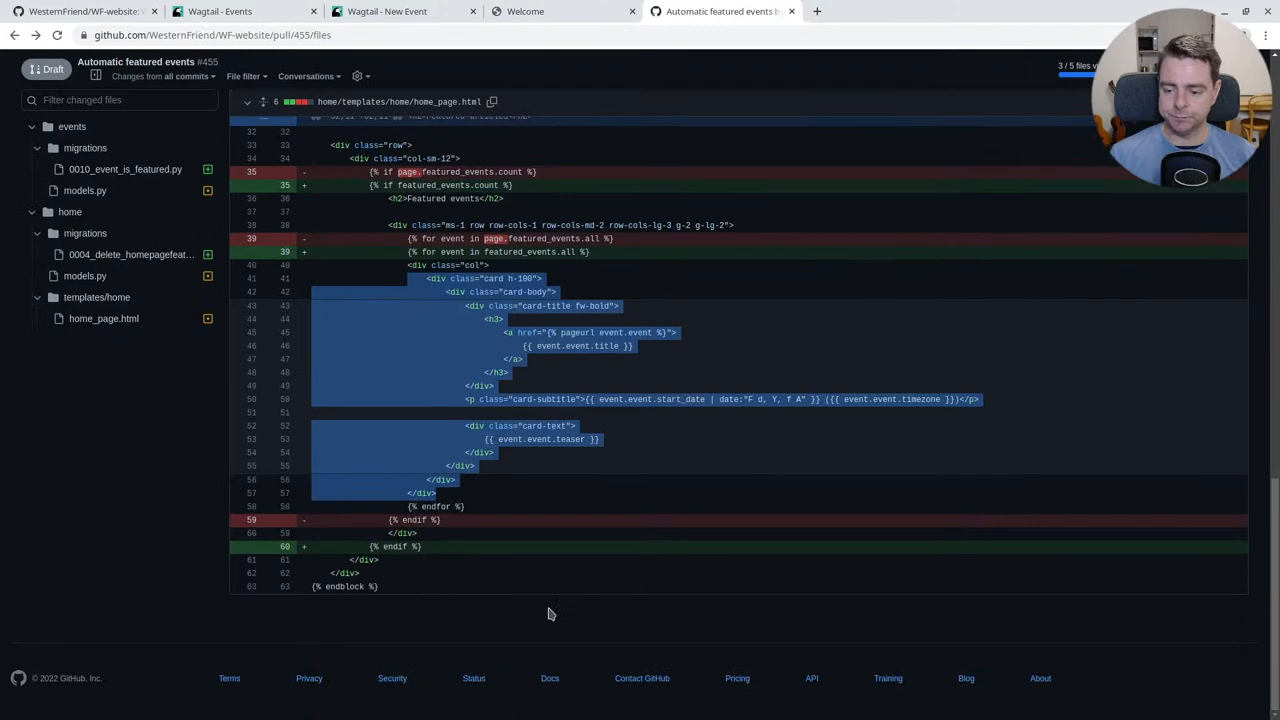 WesternFriend/WF-website:
Wagtail - Events
Wagtail - New Event
Welcome
Automatic featured events b
github.com/WesternFriend/WF-website/pull/455/files
Draft
Automatic featured events #455
Changes from all commits
File filter
Conversations
3 / 5 files vi
Filter changed files
6 home/templates/home/home_page.html
events
migrations
0010_event_is_featured.py
models.py
home
migrations
0004_delete_homepagefeat...
models.py
templates/home
home_page.html
32 32
33 33 <div class="row">
34 34 <div class="col-sm-12">
35 - {% if page.featured_events.count %}
35 + {% if featured_events.count %}
36 36 <h2>Featured events</h2>
37 37
38 38 <div class="ms-1 row row-cols-1 row-cols-md-2 row-cols-lg-3 g-2 g-lg-2">
39 - {% for event in page.featured_events.all %}
39 + {% for event in featured_events.all %}
40 40 <div class="col">
41 41 <div class="card h-100">
42 42 <div class="card-body">
43 43 <div class="card-title fw-bold">
44 44 <h3>
45 45 <a href="{% pageurl event.event %}">
46 46 {{ event.event.title }}
47 47 </a>
48 48 </h3>
49 49 </div>
50 50 <p class="card-subtitle">{{ event.event.start_date | date:"F d, Y, f A" }} ({{ event.event.timezone }})</p>
51 51
52 52 <div class="card-text">
53 53 {{ event.event.teaser }}
54 54 </div>
55 55 </div>
56 56 </div>
57 57 </div>
58 58 {% endfor %}
59 - {% endif %}
60 59 </div>
60 + {% endif %}
61 61 </div>
62 62 </div>
63 63 {% endblock %}
© 2022 GitHub, Inc.
Terms
Privacy
Security
Status
Docs
Contact GitHub
Pricing
API
Training
Blog
About